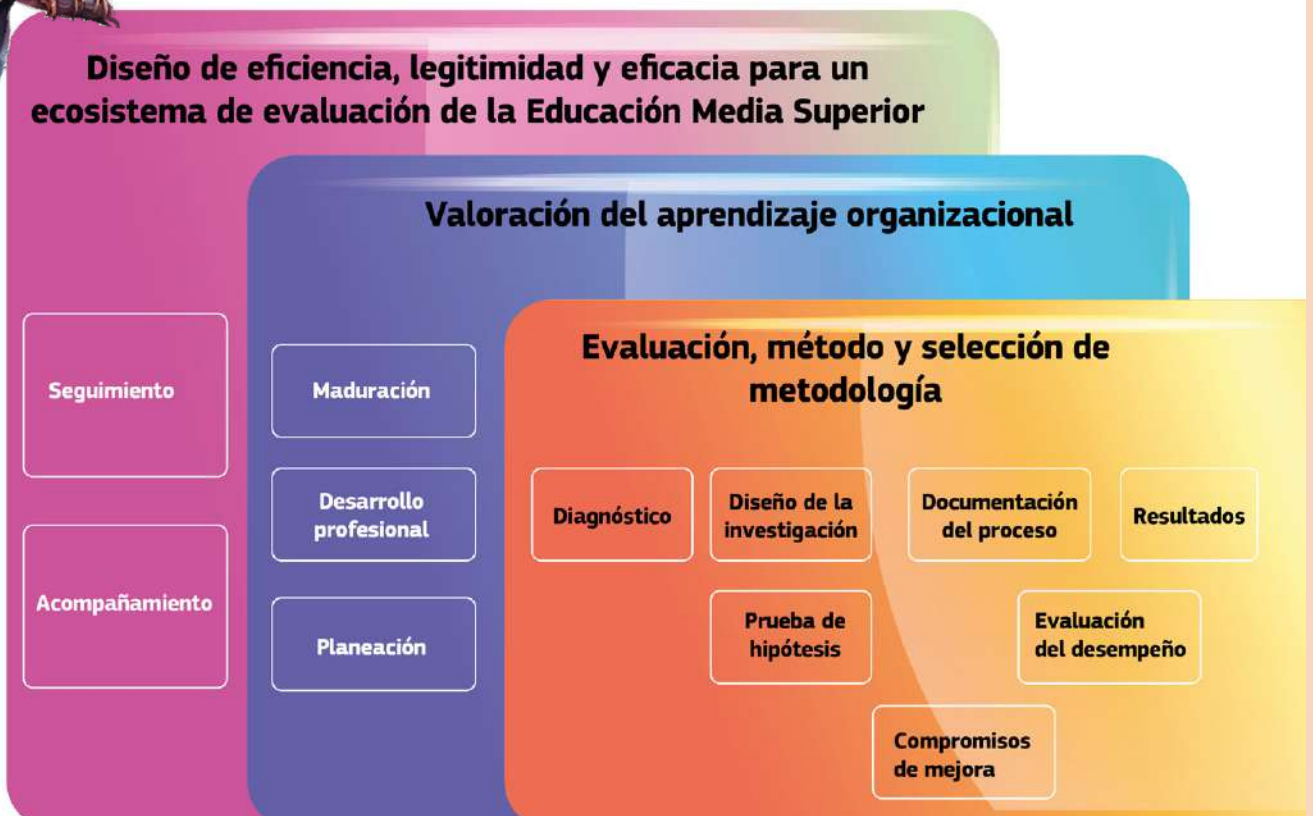 Diseño de eficiencia, legitimidad y eficacia para un
ecosistema de evaluación de la Educación Media Superior
Valoración del aprendizaje organizacional
Evaluación, método y selección de
metodología
Seguimiento
Acompañamiento
Maduración
Desarrollo
profesional
Planeación
Diagnóstico
Diseño de la
investigación
Documentación
del proceso
Resultados
Prueba de
hipótesis
Evaluación
del desempeño
Compromisos
de mejora